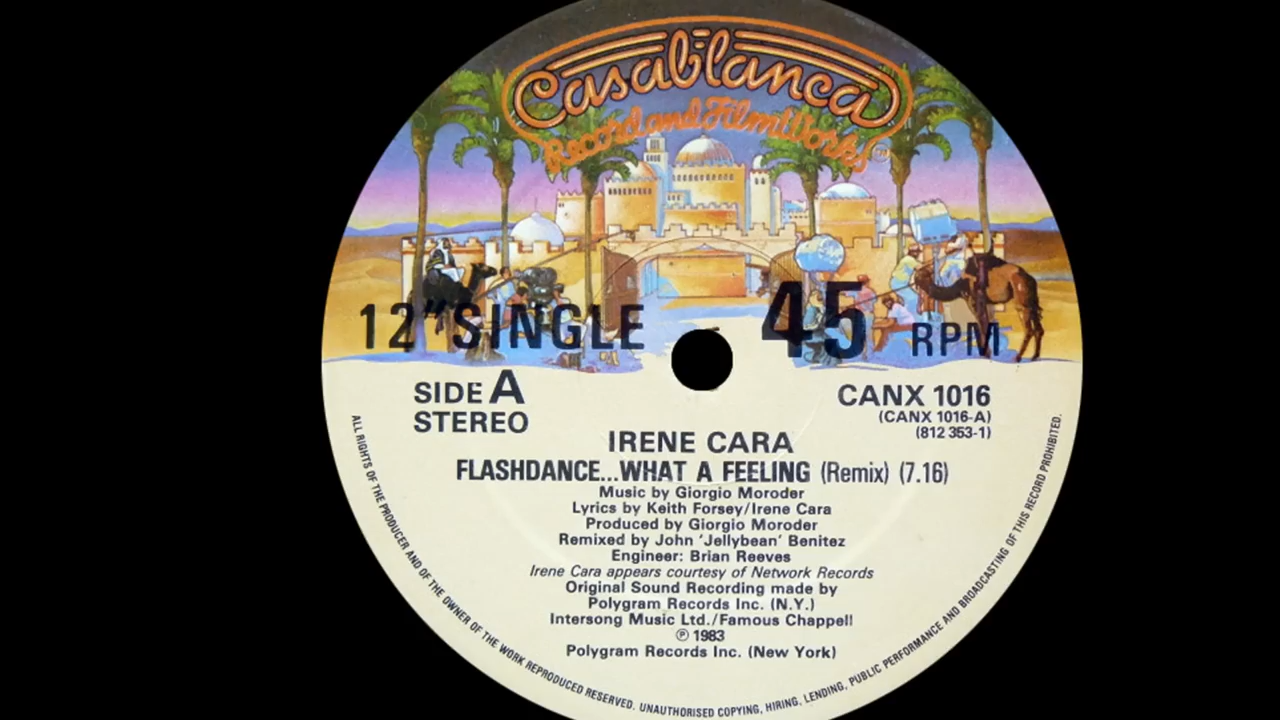 Casablanca
Record and FilmWorks
12" SINGLE 45 RPM
SIDE A
STEREO
CANX 1016
(CANX 1016-A)
(812 353-1)
IRENE CARA
FLASHDANCE...WHAT A FEELING (Remix) (7.16)
Music by Giorgio Moroder
Lyrics by Keith Forsey/Irene Cara
Produced by Giorgio Moroder
Remixed by John 'Jellybean' Benitez
Engineer: Brian Reeves
Irene Cara appears courtesy of Network Records
Original Sound Recording made by
Polygram Records Inc. (N.Y.)
Intersong Music Ltd./Famous Chappell
℗ 1983
Polygram Records Inc. (New York)
ALL RIGHTS OF THE PRODUCER AND OF THE OWNER OF THE WORK REPRODUCED RESERVED. UNAUTHORISED COPYING, HIRING, LENDING, PUBLIC PERFORMANCE AND BROADCASTING OF THIS RECORD PROHIBITED.